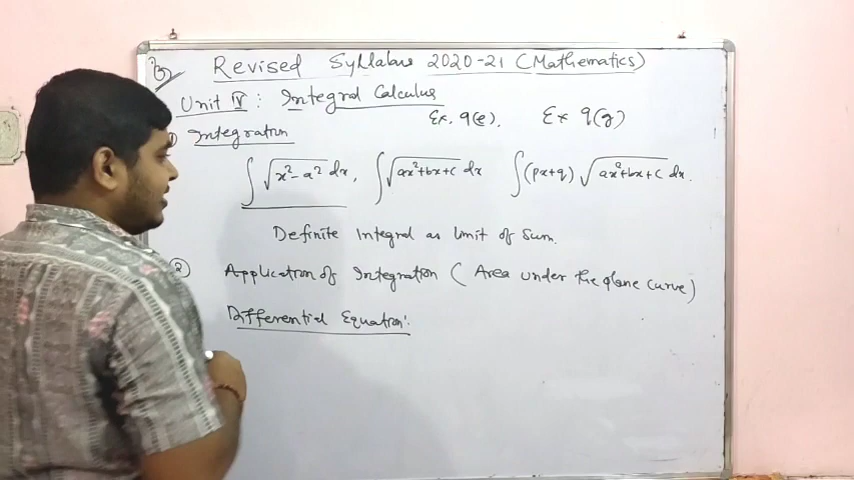 Revised Syllabus 2020-21 (Mathematics)
Unit IV : Integral Calculus
Ex. 9(e). Ex 9(g)
① Integration
∫√x²-a² dx, ∫√ax²+bx+c dx ∫(px+q) √ax²+bx+c dx.
Definite Integral as limit of Sum.
② Application of Integration ( Area under the plane curve)
Differential Equation: